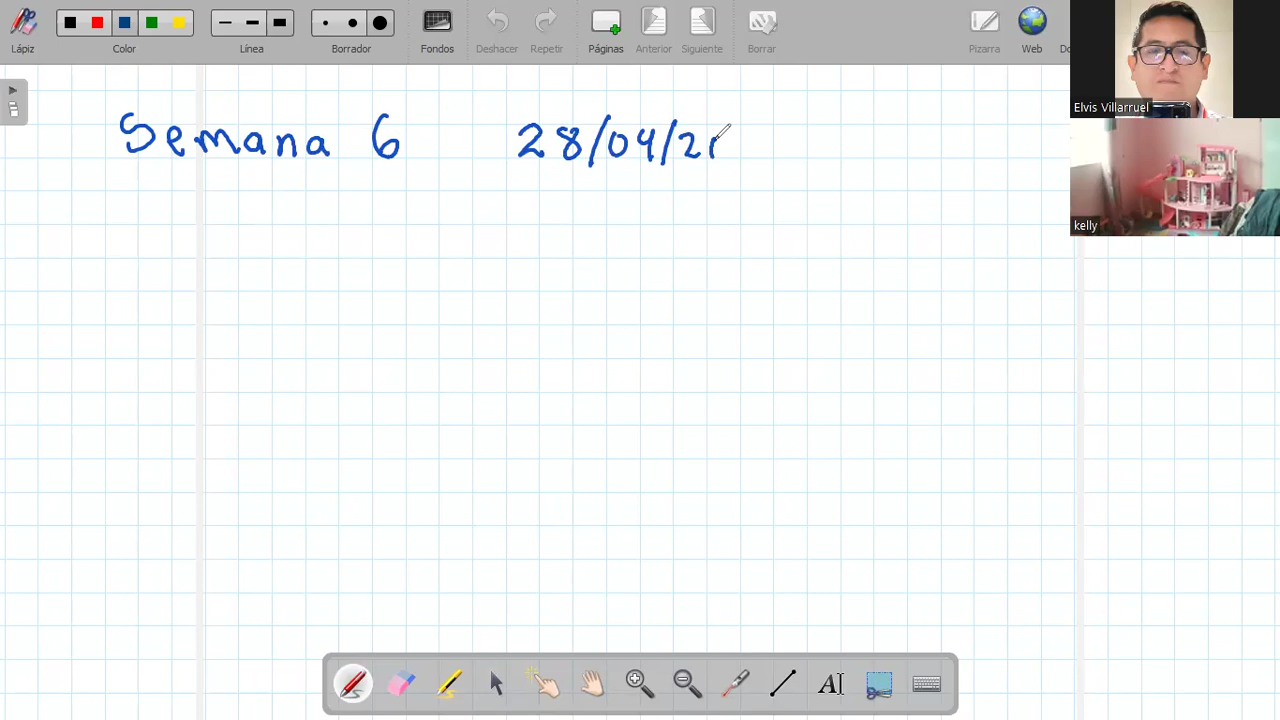 Lápiz Color Línea Borrador Fondos Deshacer Repetir Páginas Anterior Siguiente Borrar Pizarra Web
Elvis Villarruel
Semana 6 28/04/2
kelly